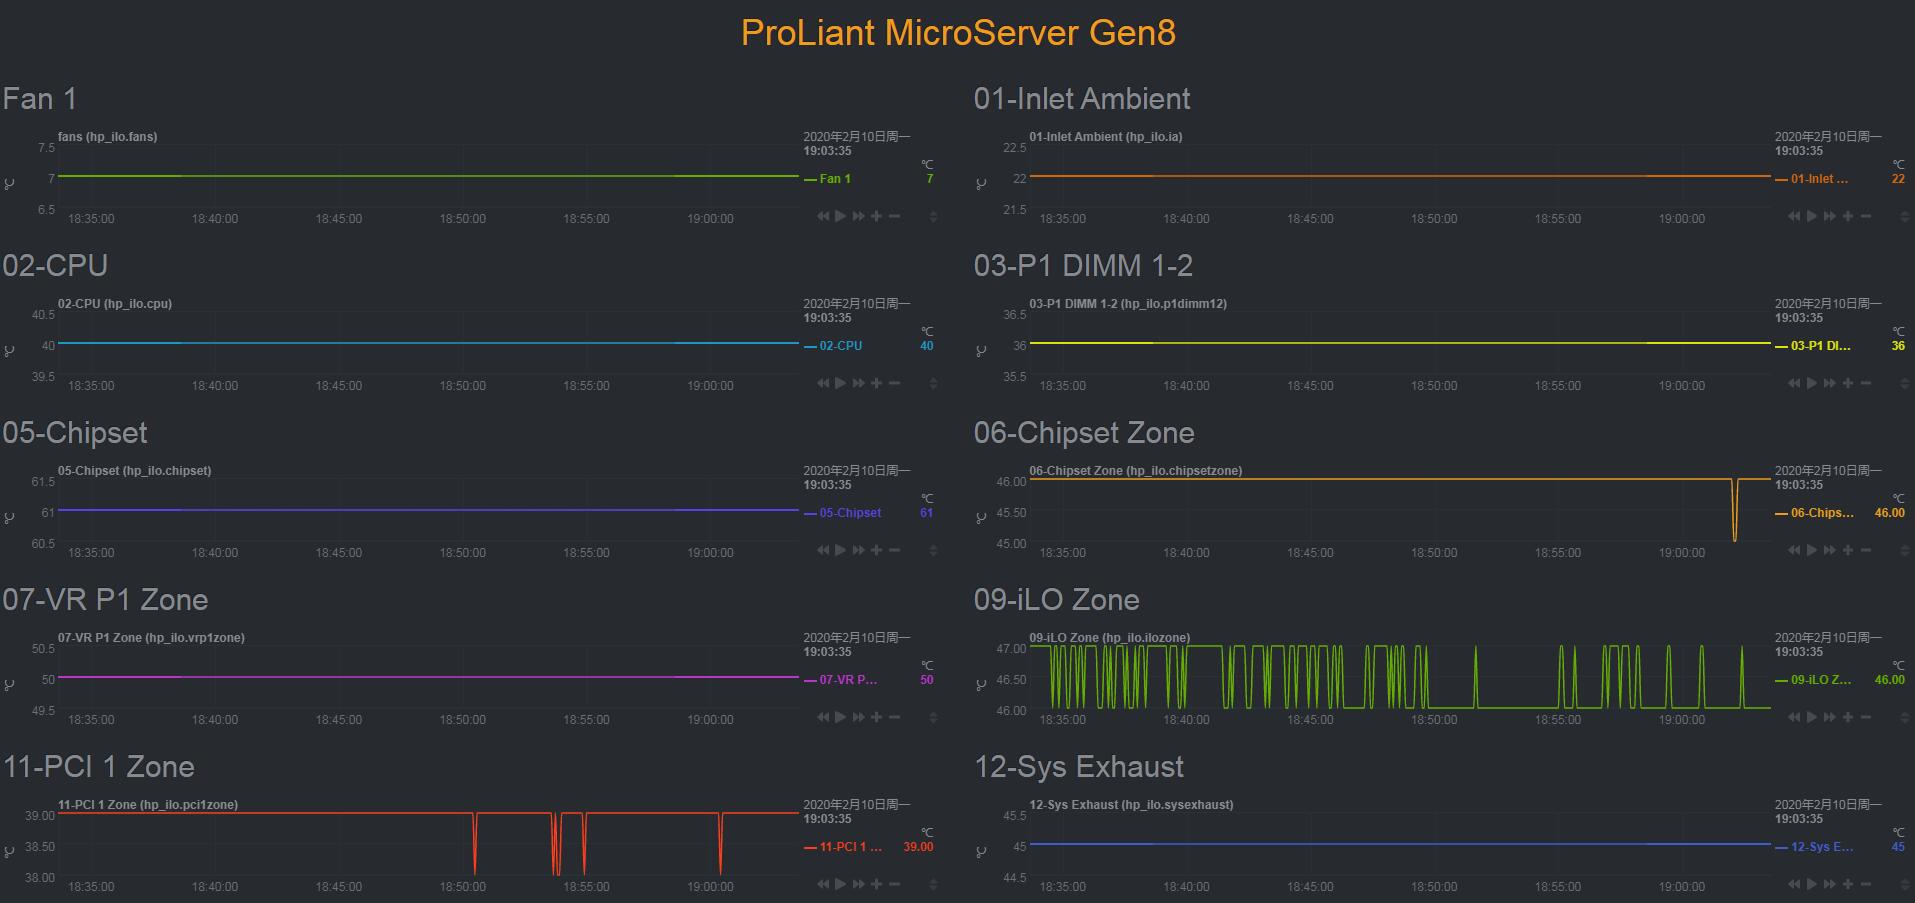 ProLiant MicroServer Gen8
Fan 1
fans (hp_ilo.fans)
2020年2月10日周一
19:03:35
℃
Fan 1 7
7.5
7
6.5
18:35:00 18:40:00 18:45:00 18:50:00 18:55:00 19:00:00
01-Inlet Ambient
01-Inlet Ambient (hp_ilo.ia)
2020年2月10日周一
19:03:35
℃
01-Inlet ... 22
22.5
22
21.5
18:35:00 18:40:00 18:45:00 18:50:00 18:55:00 19:00:00
02-CPU
02-CPU (hp_ilo.cpu)
2020年2月10日周一
19:03:35
℃
02-CPU 40
40.5
40
39.5
18:35:00 18:40:00 18:45:00 18:50:00 18:55:00 19:00:00
03-P1 DIMM 1-2
03-P1 DIMM 1-2 (hp_ilo.p1dimm12)
2020年2月10日周一
19:03:35
℃
03-P1 DI... 36
36.5
36
35.5
18:35:00 18:40:00 18:45:00 18:50:00 18:55:00 19:00:00
05-Chipset
05-Chipset (hp_ilo.chipset)
2020年2月10日周一
19:03:35
℃
05-Chipset 61
61.5
61
60.5
18:35:00 18:40:00 18:45:00 18:50:00 18:55:00 19:00:00
06-Chipset Zone
06-Chipset Zone (hp_ilo.chipsetzone)
2020年2月10日周一
19:03:35
℃
06-Chips... 46.00
46.00
45.50
45.00
18:35:00 18:40:00 18:45:00 18:50:00 18:55:00 19:00:00
07-VR P1 Zone
07-VR P1 Zone (hp_ilo.vrp1zone)
2020年2月10日周一
19:03:35
℃
07-VR P... 50
50.5
50
49.5
18:35:00 18:40:00 18:45:00 18:50:00 18:55:00 19:00:00
09-iLO Zone
09-iLO Zone (hp_ilo.ilozone)
2020年2月10日周一
19:03:35
℃
09-iLO Z... 46.00
47.00
46.50
46.00
18:35:00 18:40:00 18:45:00 18:50:00 18:55:00 19:00:00
11-PCI 1 Zone
11-PCI 1 Zone (hp_ilo.pci1zone)
2020年2月10日周一
19:03:35
℃
11-PCI 1 ... 39.00
39.00
38.50
38.00
18:35:00 18:40:00 18:45:00 18:50:00 18:55:00 19:00:00
12-Sys Exhaust
12-Sys Exhaust (hp_ilo.sysexhaust)
2020年2月10日周一
19:03:35
℃
12-Sys E... 45
45.5
45
44.5
18:35:00 18:40:00 18:45:00 18:50:00 18:55:00 19:00:00